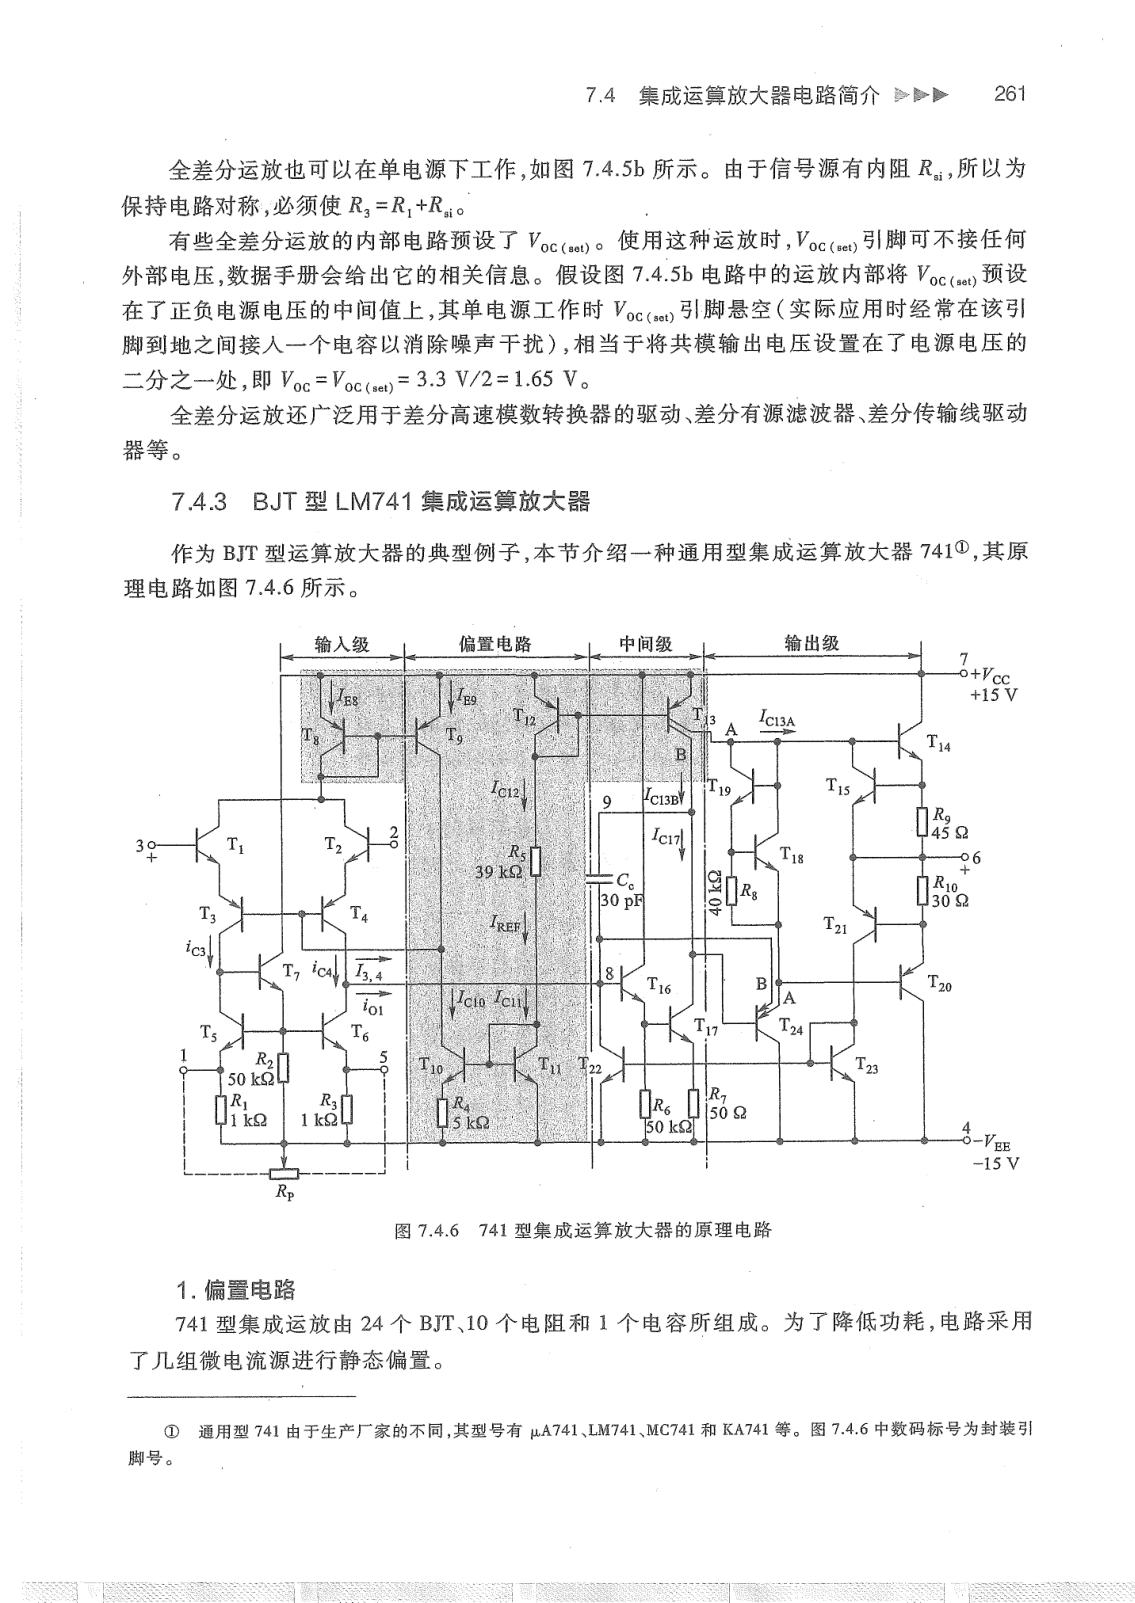 7.4 集成运算放大器电路简介 261
全差分运放也可以在单电源下工作,如图 7.4.5b 所示。由于信号源有内阻 Rsi,所以为
保持电路对称,必须使 R3=R1+Rsi。
有些全差分运放的内部电路预设了 VOC(set)。使用这种运放时,VOC(set)引脚可不接任何
外部电压,数据手册会给出它的相关信息。假设图 7.4.5b 电路中的运放内部将 VOC(set)预设
在了正负电源电压的中间值上,其单电源工作时 VOC(set)引脚悬空(实际应用时经常在该引
脚到地之间接入一个电容以消除噪声干扰),相当于将共模输出电压设置在了电源电压的
二分之一处,即 VOC=VOC(set)=3.3 V/2=1.65 V。
全差分运放还广泛用于差分高速模数转换器的驱动、差分有源滤波器、差分传输线驱动
器等。
7.4.3 BJT 型 LM741 集成运算放大器
作为 BJT 型运算放大器的典型例子,本节介绍一种通用型集成运算放大器 741①,其原
理电路如图 7.4.6 所示。
输入级 偏置电路 中间级 输出级
7
+VCC
+15 V
IE8 IE9
T8 T9 T12 T13 A IC13A T14
B
IC12 IC13B T19 T15
9
R9
45 Ω
3 + T1 T2 2 IC17
R5
39 kΩ
T18
6
+
Cc
30 pF
40 kΩ R8
R10
30 Ω
T3 T4 IREF T21
iC3 T7 iC4 I3,4
iO1
8 T16 B A T20
IC10 IC11
T5 T6 T17 T24
1 R2
50 kΩ
5 T10 T11 T22 T23
R1
1 kΩ
R3
1 kΩ
R4
5 kΩ
R6
50 kΩ
R7
50 Ω
4
-VEE
-15 V
RP
图 7.4.6 741 型集成运算放大器的原理电路
1. 偏置电路
741 型集成运放由 24 个 BJT、10 个电阻和 1 个电容所组成。为了降低功耗,电路采用
了几组微电流源进行静态偏置。
① 通用型 741 由于生产厂家的不同,其型号有 μA741、LM741、MC741 和 KA741 等。图 7.4.6 中数码标号为封装引
脚号。